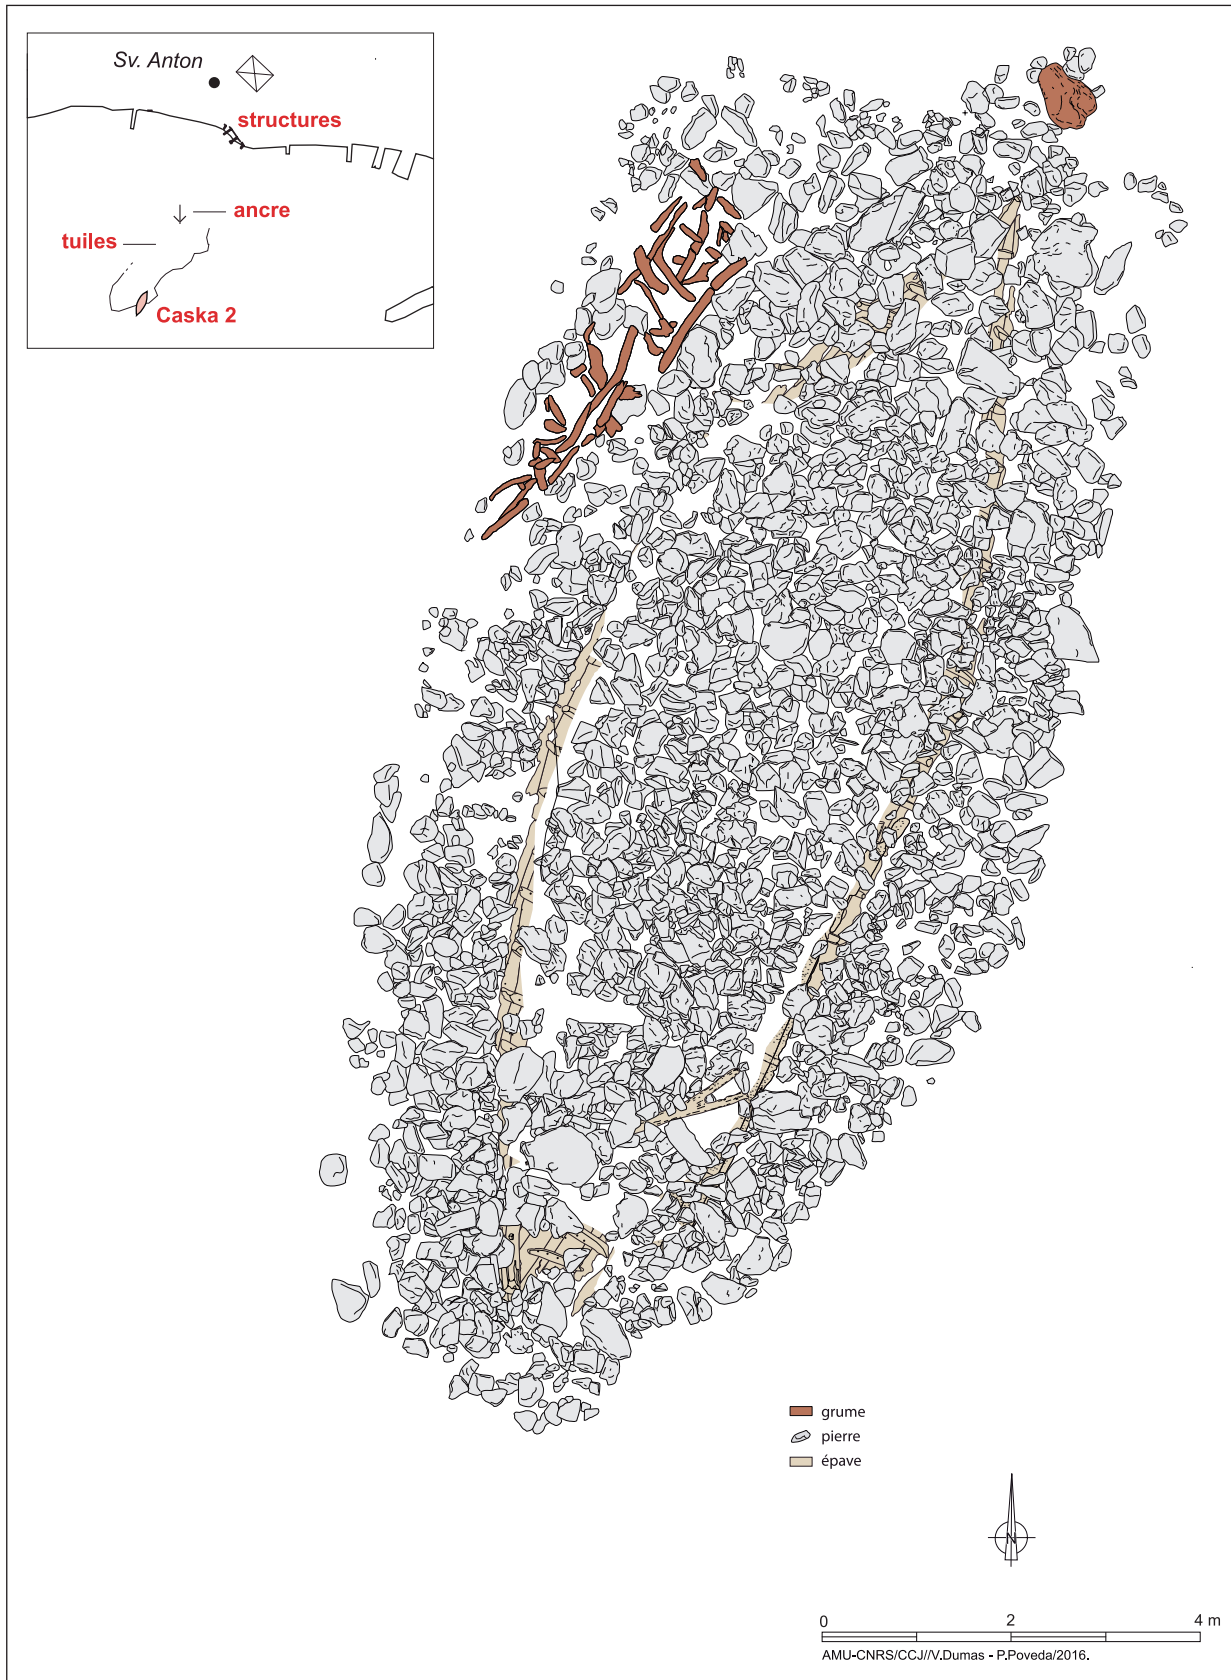 Sv. Anton
structures
ancre
tuiles
Caska 2
grume
pierre
épave
N
0 2 4 m
AMU-CNRS/CCJ//V.Dumas - P.Poveda/2016.